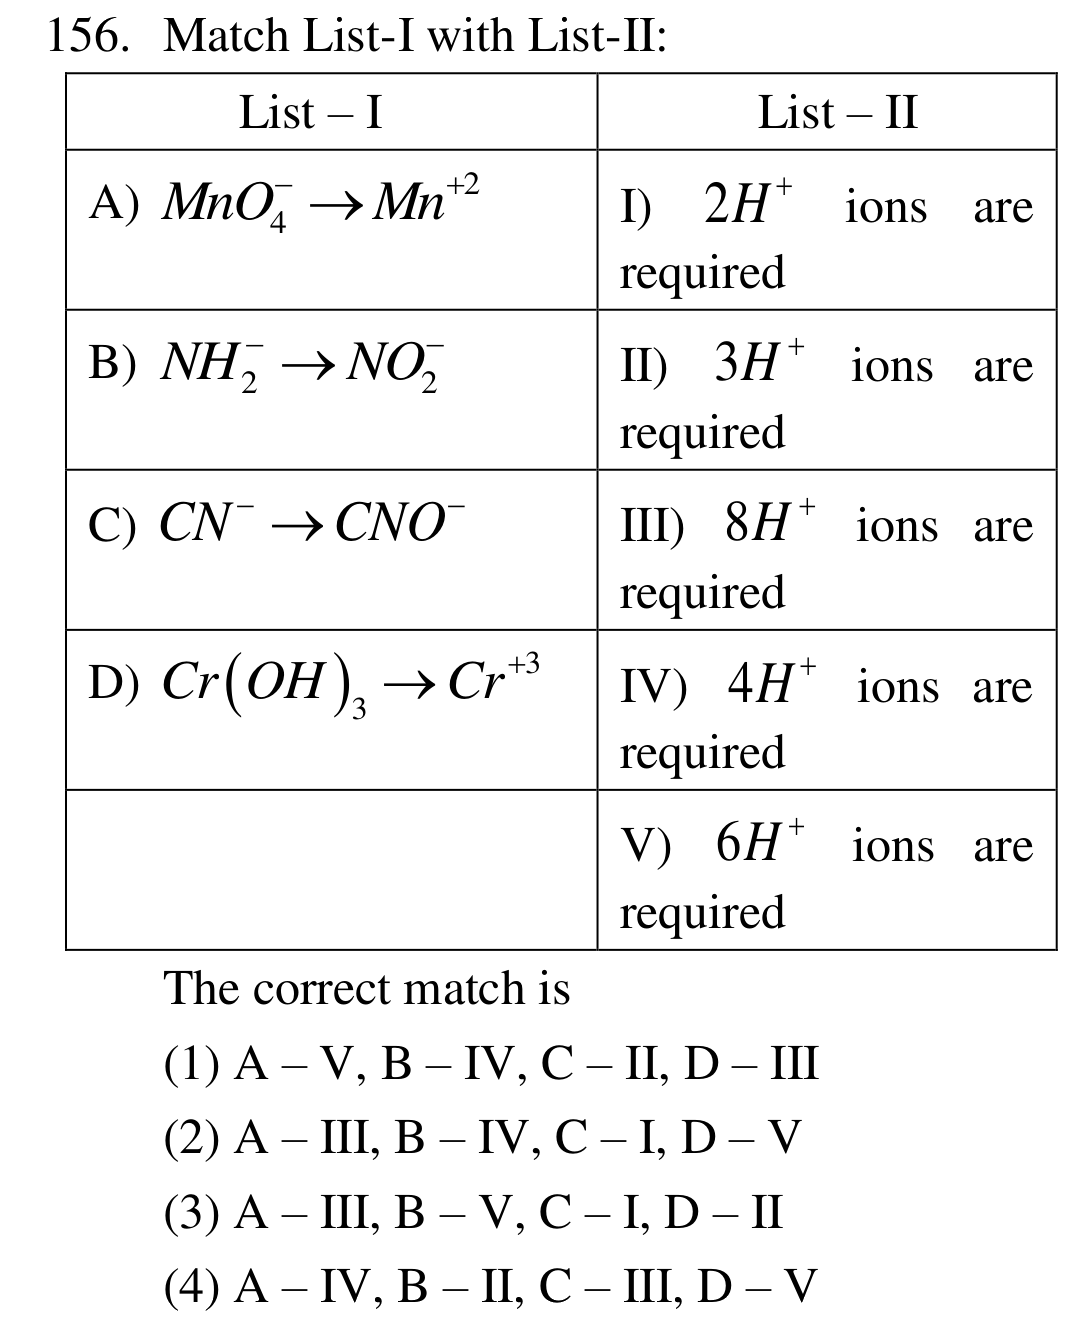 156. Match List-I with List-II:
List – I List – II
A) MnO₄⁻ → Mn⁺² I) 2H⁺ ions are
required
B) NH₂⁻ → NO₂⁻ II) 3H⁺ ions are
required
C) CN⁻ → CNO⁻ III) 8H⁺ ions are
required
D) Cr(OH)₃ → Cr⁺³ IV) 4H⁺ ions are
required
V) 6H⁺ ions are
required
The correct match is
(1) A – V, B – IV, C – II, D – III
(2) A – III, B – IV, C – I, D – V
(3) A – III, B – V, C – I, D – II
(4) A – IV, B – II, C – III, D – V